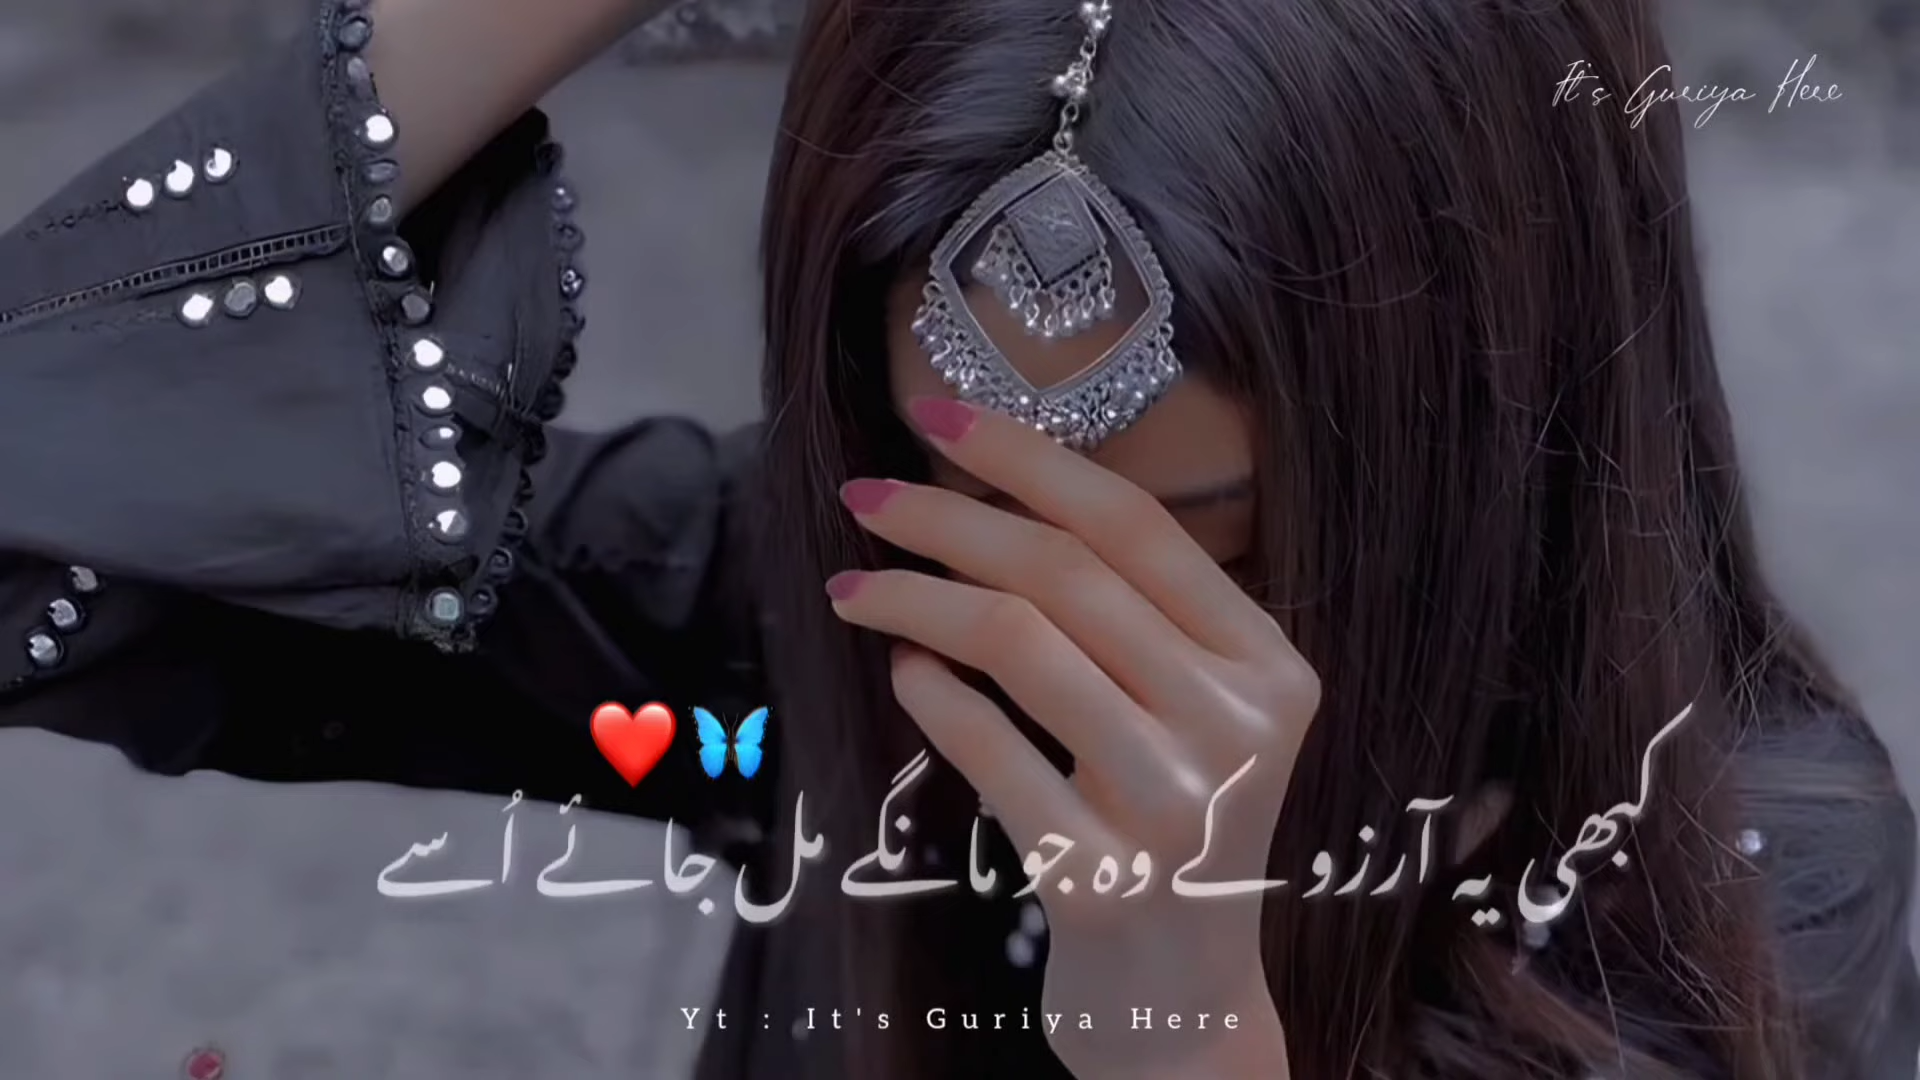 It's Guriya Here
❤️🦋
کبھی یہ آرزو کے وہ جو مانگے مل جائے اُسے
Yt : It's Guriya Here